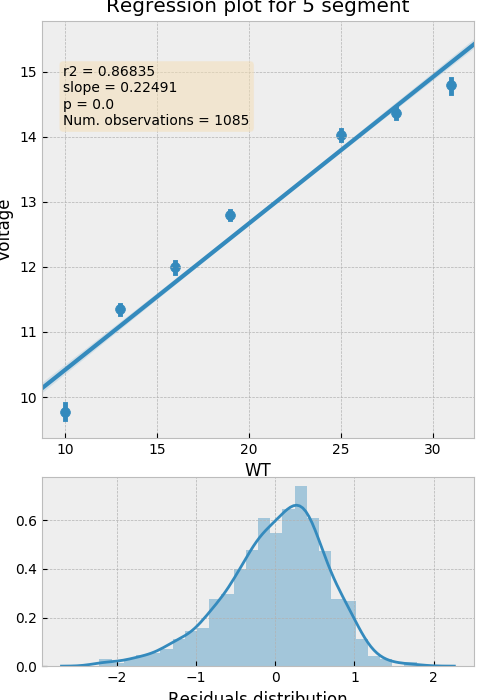 Regression plot for 5 segment
r2 = 0.86835
slope = 0.22491
p = 0.0
Num. observations = 1085
15
14
13
12
11
10
Voltage
10 15 20 25 30
WT
0.6
0.4
0.2
0.0
−2 −1 0 1 2
Residuals distribution